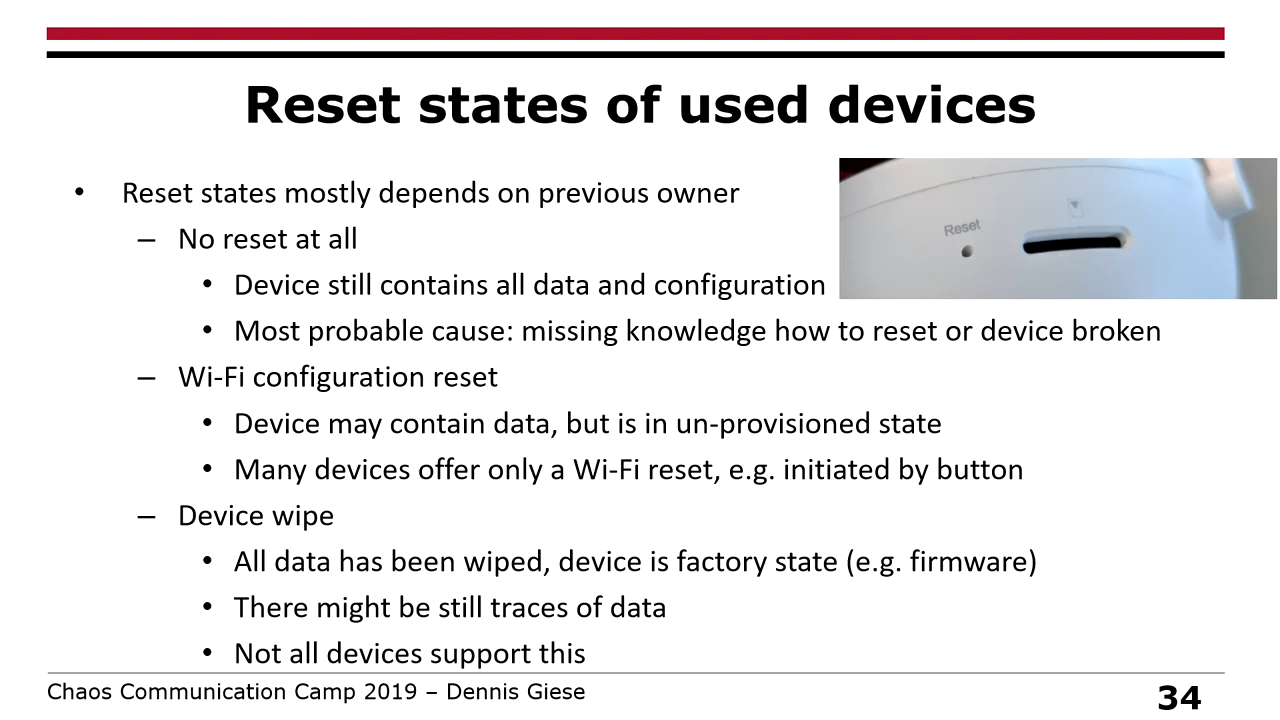 Reset states of used devices
• Reset states mostly depends on previous owner
– No reset at all
• Device still contains all data and configuration
• Most probable cause: missing knowledge how to reset or device broken
– Wi-Fi configuration reset
• Device may contain data, but is in un-provisioned state
• Many devices offer only a Wi-Fi reset, e.g. initiated by button
– Device wipe
• All data has been wiped, device is factory state (e.g. firmware)
• There might be still traces of data
• Not all devices support this
Reset
Chaos Communication Camp 2019 – Dennis Giese
34